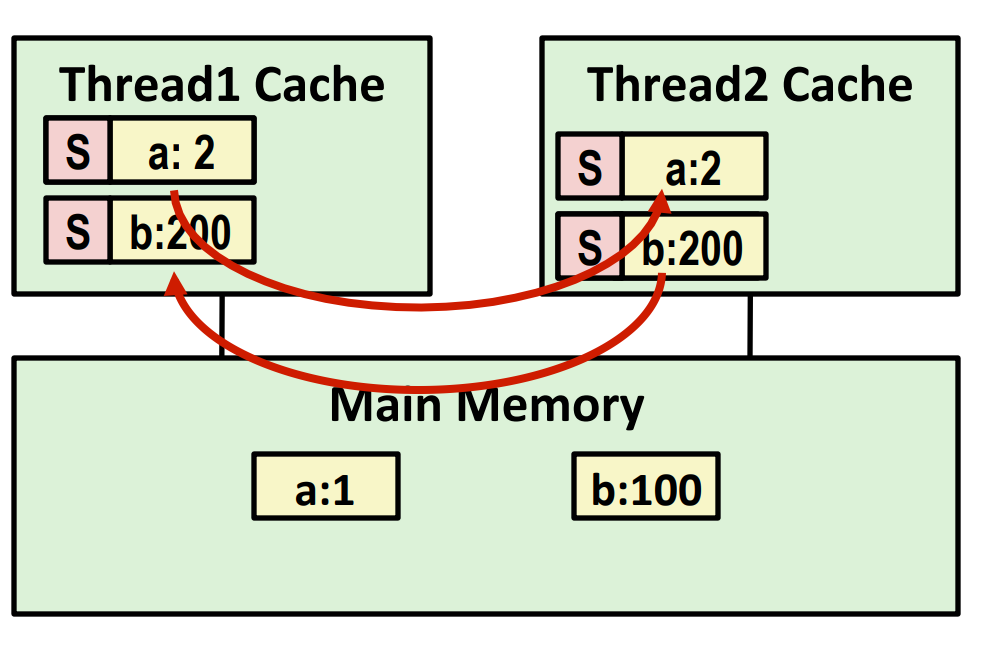 Thread1 Cache
S a: 2
S b:200
Thread2 Cache
S a:2
S b:200
Main Memory
a:1
b:100